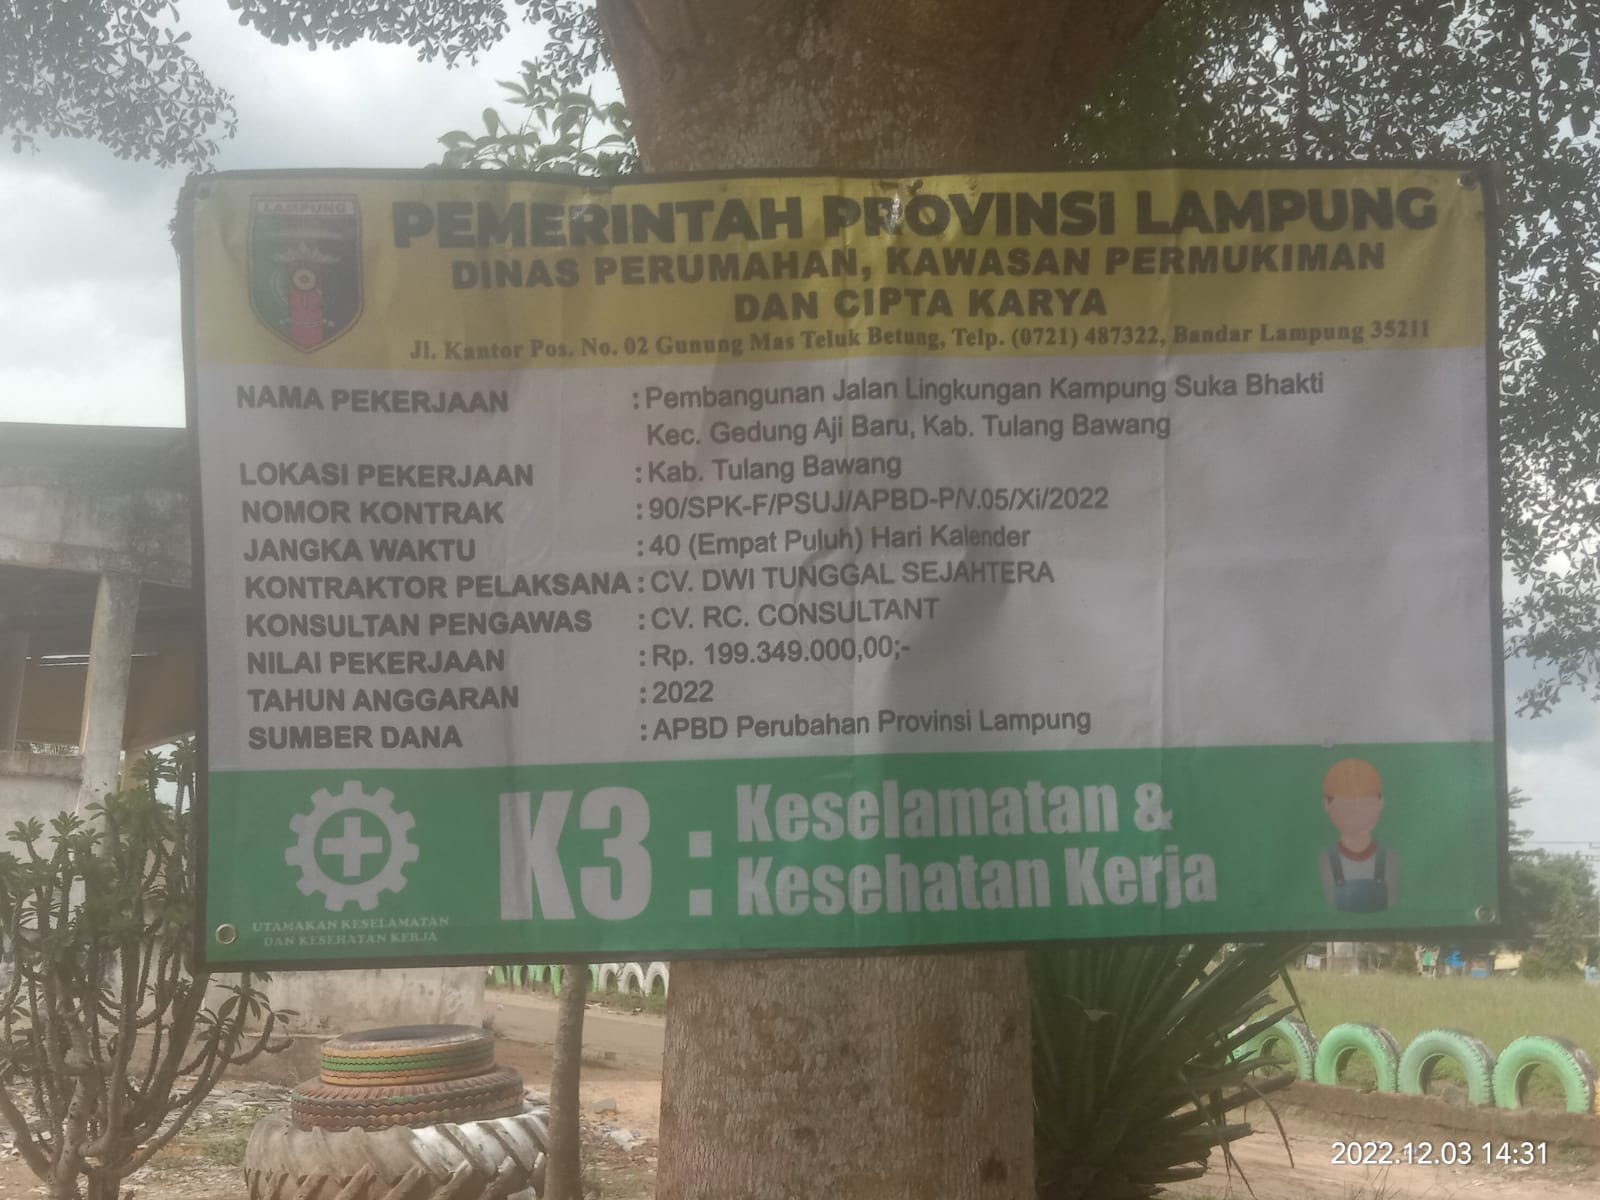 LAMPUNG
PEMERINTAH PROVINSI LAMPUNG
DINAS PERUMAHAN, KAWASAN PERMUKIMAN
DAN CIPTA KARYA
Jl. Kantor Pos. No. 02 Gunung Mas Teluk Betung, Telp. (0721) 487322, Bandar Lampung 35211
NAMA PEKERJAAN : Pembangunan Jalan Lingkungan Kampung Suka Bhakti
Kec. Gedung Aji Baru, Kab. Tulang Bawang
LOKASI PEKERJAAN : Kab. Tulang Bawang
NOMOR KONTRAK : 90/SPK-F/PSUJ/APBD-P/V.05/Xi/2022
JANGKA WAKTU : 40 (Empat Puluh) Hari Kalender
KONTRAKTOR PELAKSANA : CV. DWI TUNGGAL SEJAHTERA
KONSULTAN PENGAWAS : CV. RC. CONSULTANT
NILAI PEKERJAAN : Rp. 199.349.000,00;-
TAHUN ANGGARAN : 2022
SUMBER DANA : APBD Perubahan Provinsi Lampung
K3 : Keselamatan &
Kesehatan Kerja
UTAMAKAN KESELAMATAN
DAN KESEHATAN KERJA
2022.12.03 14:31